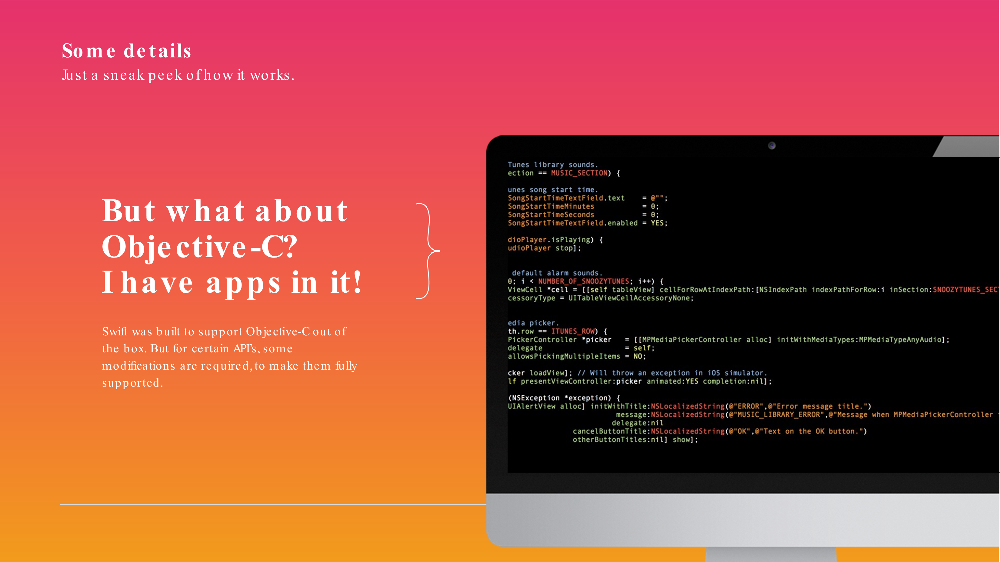 Some details
Just a sneak peek of how it works.
But what about
Objective-C?
I have apps in it!
Swift was built to support Objective-C out of
the box. But for certain API’s, some
modifications are required, to make them fully
supported.
Tunes library sounds.
ection == MUSIC_SECTION) {
unes song start time.
SongStartTimeTextField.text    = @"";
SongStartTimeMinutes           = 0;
SongStartTimeSeconds           = 0;
SongStartTimeTextField.enabled = YES;
dioPlayer.isPlaying) {
udioPlayer stop];
default alarm sounds.
0; i < NUMBER_OF_SNOOZYTUNES; i++) {
ViewCell *cell = [[self tableView] cellForRowAtIndexPath:[NSIndexPath indexPathForRow:i inSection:SNOOZYTUNES_SECT
cessoryType = UITableViewCellAccessoryNone;
edia picker.
th.row == ITUNES_ROW) {
PickerController *picker   = [[MPMediaPickerController alloc] initWithMediaTypes:MPMediaTypeAnyAudio];
delegate                   = self;
allowsPickingMultipleItems = NO;
cker loadView]; // Will throw an exception in iOS simulator.
lf presentViewController:picker animated:YES completion:nil];
(NSException *exception) {
UIAlertView alloc] initWithTitle:NSLocalizedString(@"ERROR",@"Error message title.")
message:NSLocalizedString(@"MUSIC_LIBRARY_ERROR",@"Message when MPMediaPickerController
delegate:nil
cancelButtonTitle:NSLocalizedString(@"OK",@"Text on the OK button.")
otherButtonTitles:nil] show];